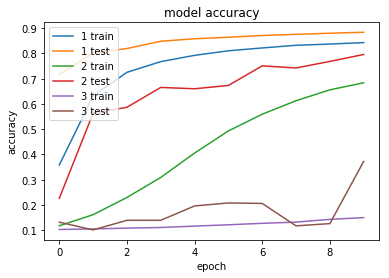 model accuracy
0.9
0.8
0.7
0.6
0.5
0.4
0.3
0.2
0.1
accuracy
1 train
1 test
2 train
2 test
3 train
3 test
0 2 4 6 8
epoch